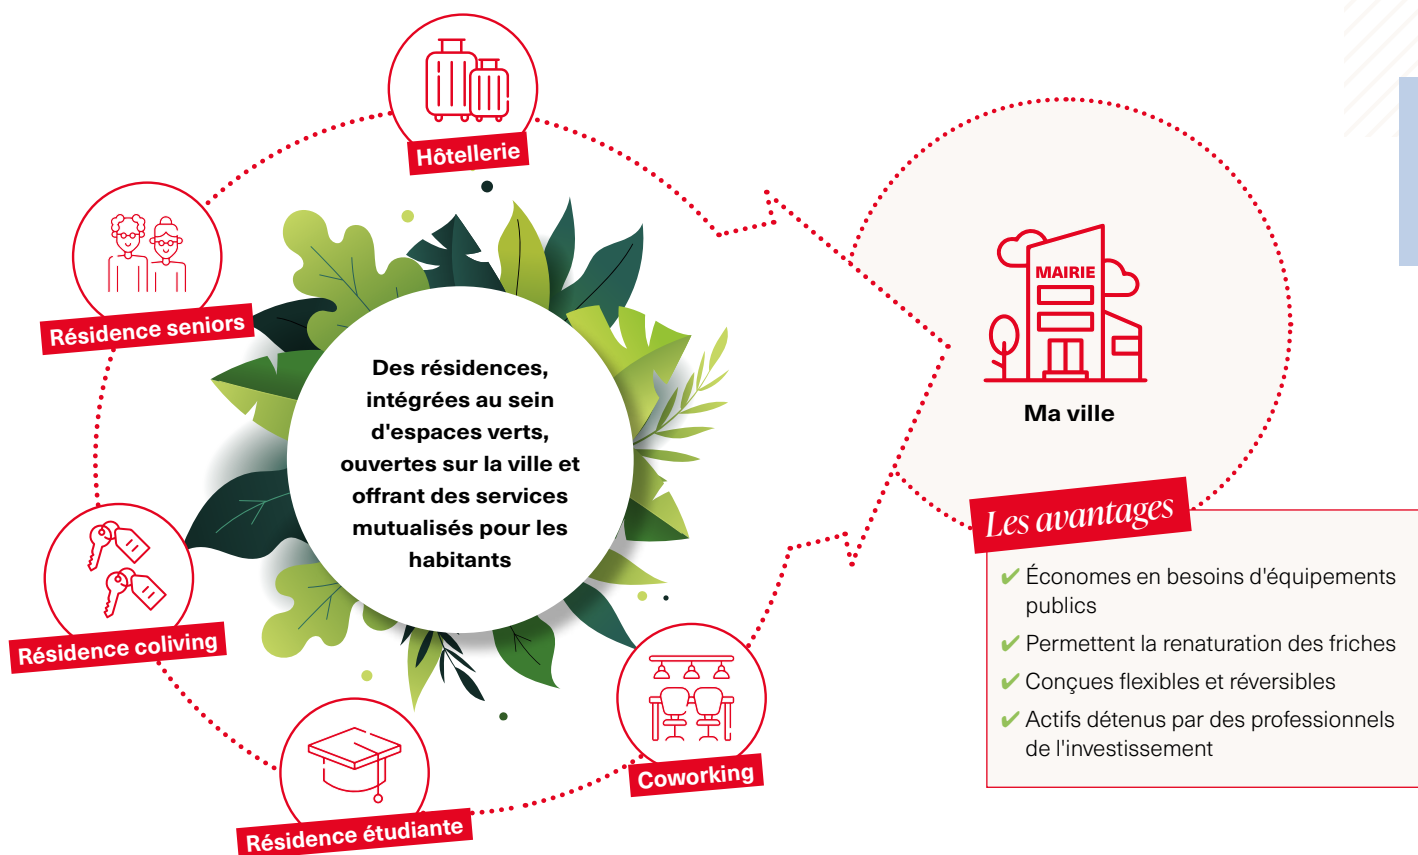 Hôtellerie
Résidence seniors
Des résidences,
intégrées au sein
d'espaces verts,
ouvertes sur la ville et
offrant des services
mutualisés pour les
habitants
Résidence coliving
Résidence étudiante
Coworking
MAIRIE
Ma ville
Les avantages
✔ Économes en besoins d'équipements
publics
✔ Permettent la renaturation des friches
✔ Conçues flexibles et réversibles
✔ Actifs détenus par des professionnels
de l'investissement